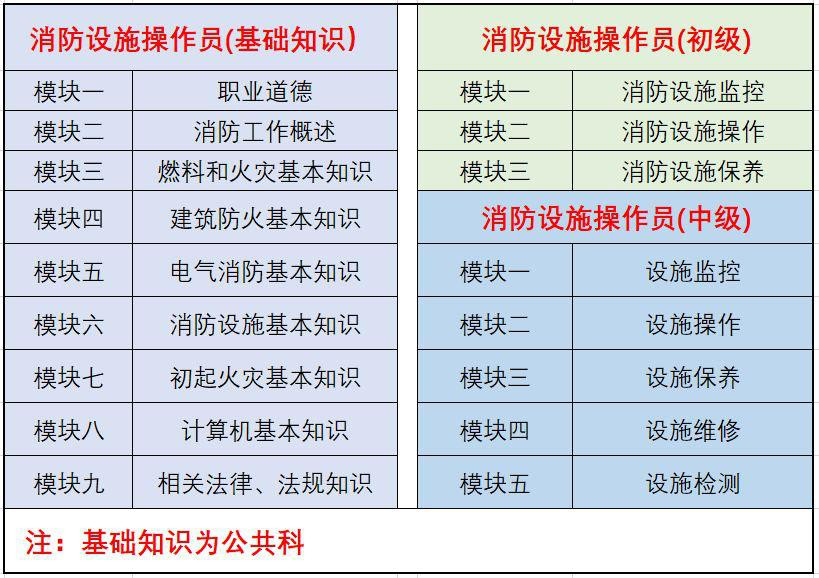 消防设施操作员(基础知识)
模块一 职业道德
模块二 消防工作概述
模块三 燃料和火灾基本知识
模块四 建筑防火基本知识
模块五 电气消防基本知识
模块六 消防设施基本知识
模块七 初起火灾基本知识
模块八 计算机基本知识
模块九 相关法律、法规知识
消防设施操作员(初级)
模块一 消防设施监控
模块二 消防设施操作
模块三 消防设施保养
消防设施操作员(中级)
模块一 设施监控
模块二 设施操作
模块三 设施保养
模块四 设施维修
模块五 设施检测
注：基础知识为公共科